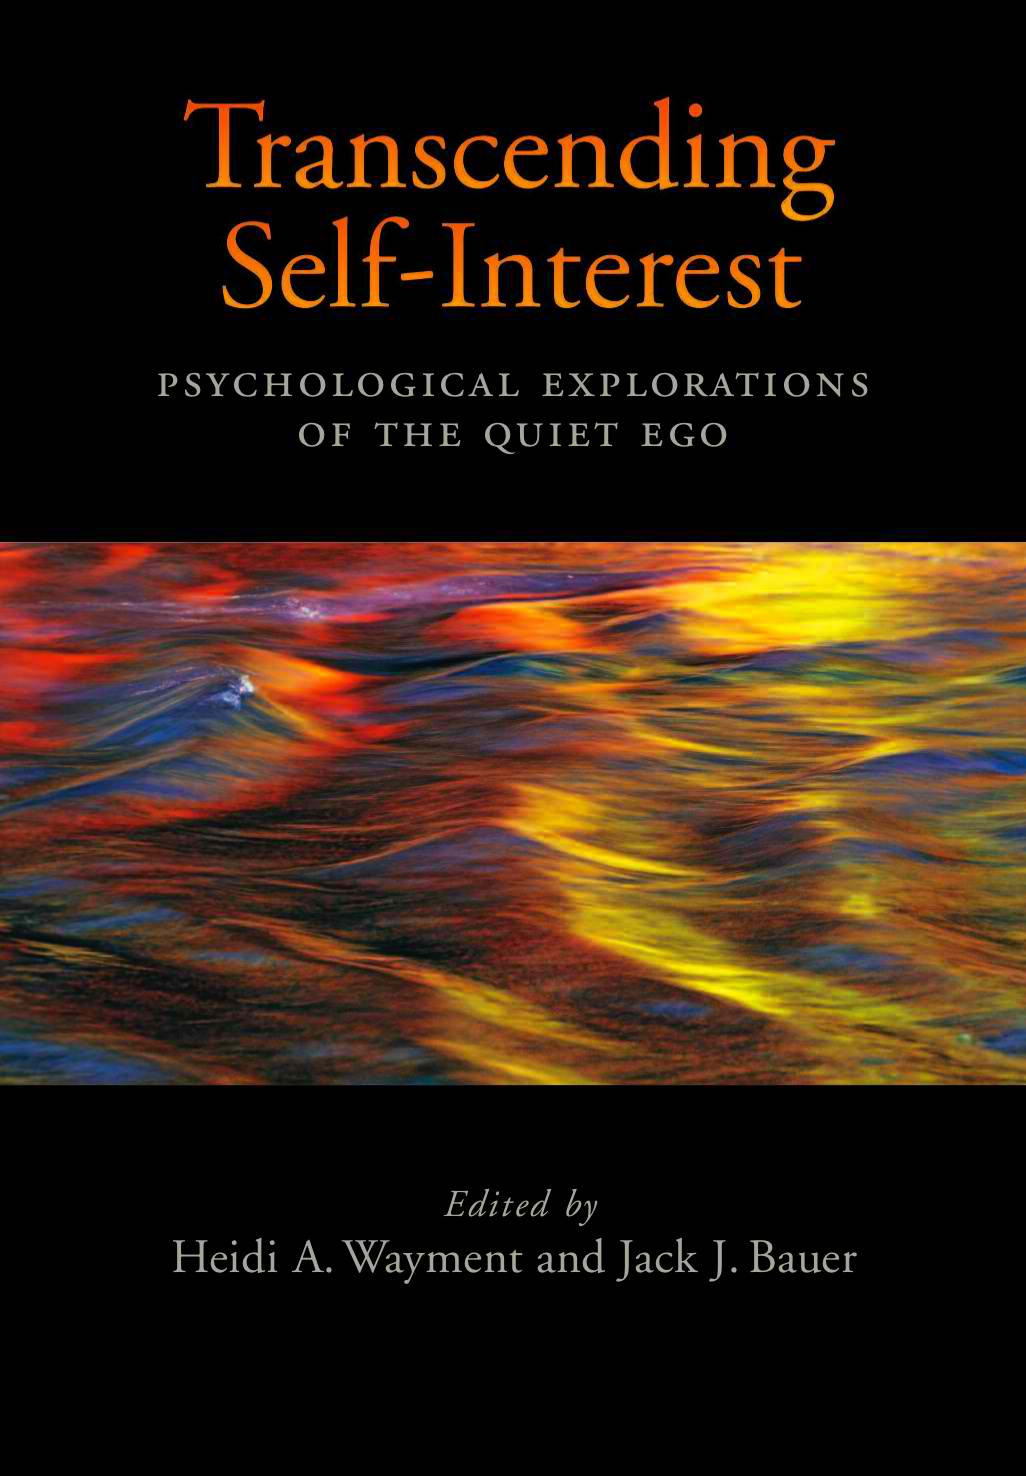 Transcending
Self-Interest
PSYCHOLOGICAL EXPLORATIONS
OF THE QUIET EGO
Edited by
Heidi A. Wayment and Jack J. Bauer